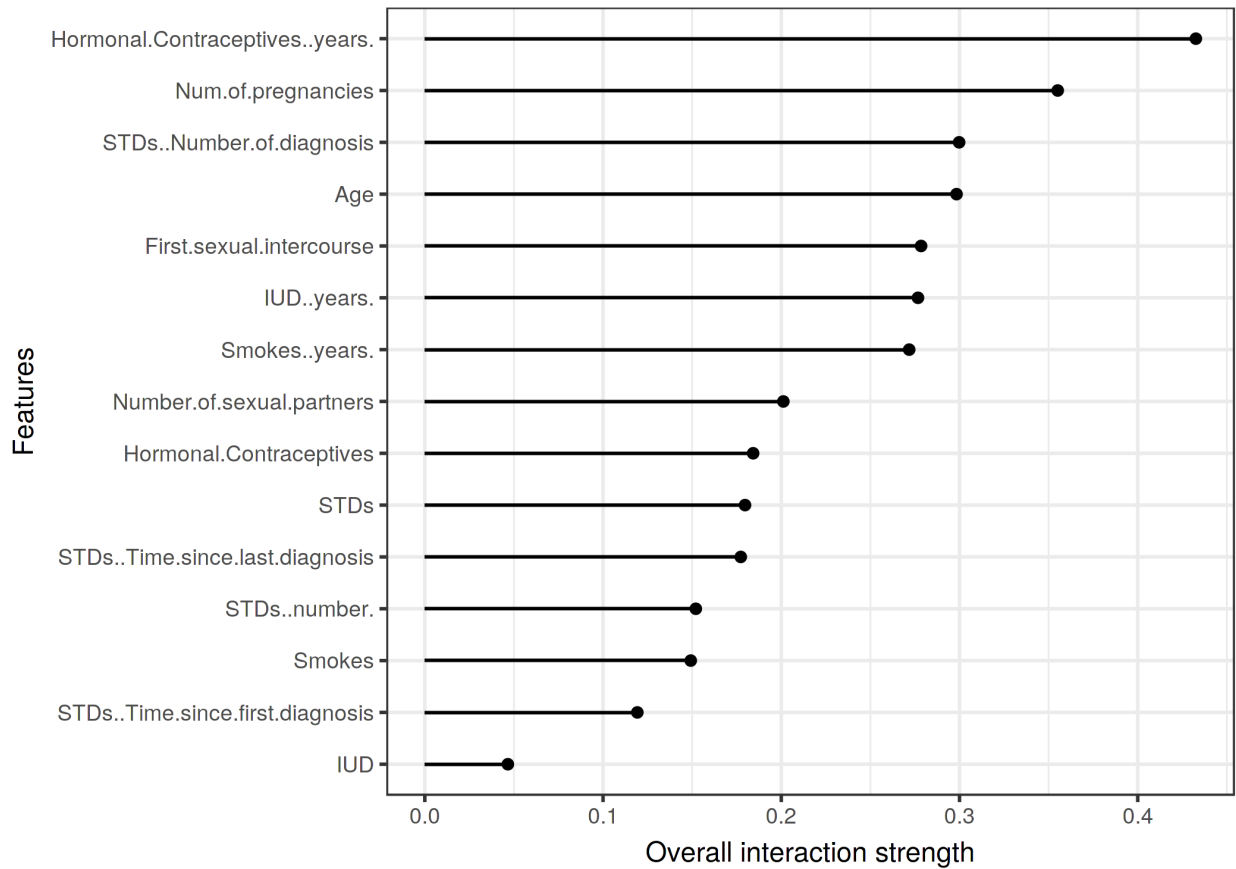 Hormonal.Contraceptives..years.
Num.of.pregnancies
STDs..Number.of.diagnosis
Age
First.sexual.intercourse
IUD..years.
Smokes..years.
Number.of.sexual.partners
Hormonal.Contraceptives
STDs
STDs..Time.since.last.diagnosis
STDs..number.
Smokes
STDs..Time.since.first.diagnosis
IUD
Features
0.0 0.1 0.2 0.3 0.4
Overall interaction strength